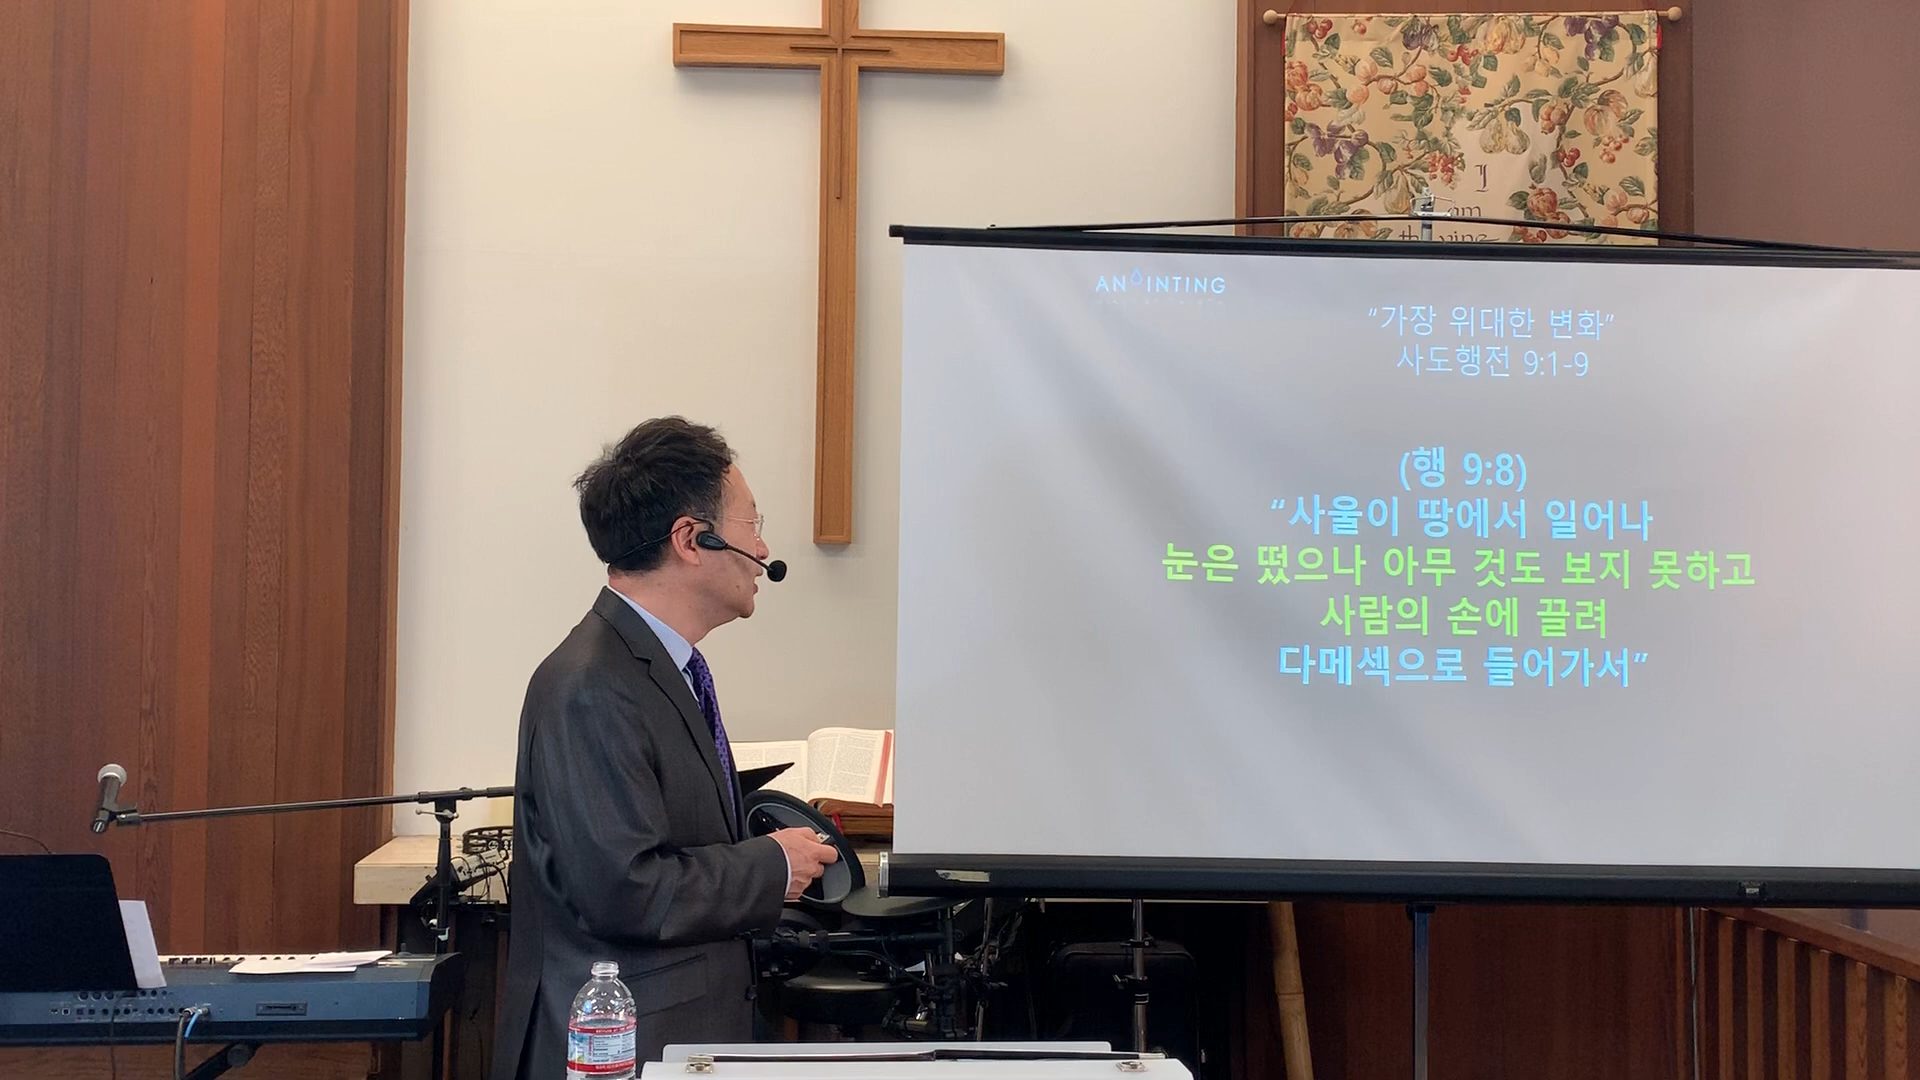 I
am
the vine
ANOINTING
"가장 위대한 변화"
사도행전 9:1-9
(행 9:8)
"사울이 땅에서 일어나
눈은 떴으나 아무 것도 보지 못하고
사람의 손에 끌려
다메섹으로 들어가서"